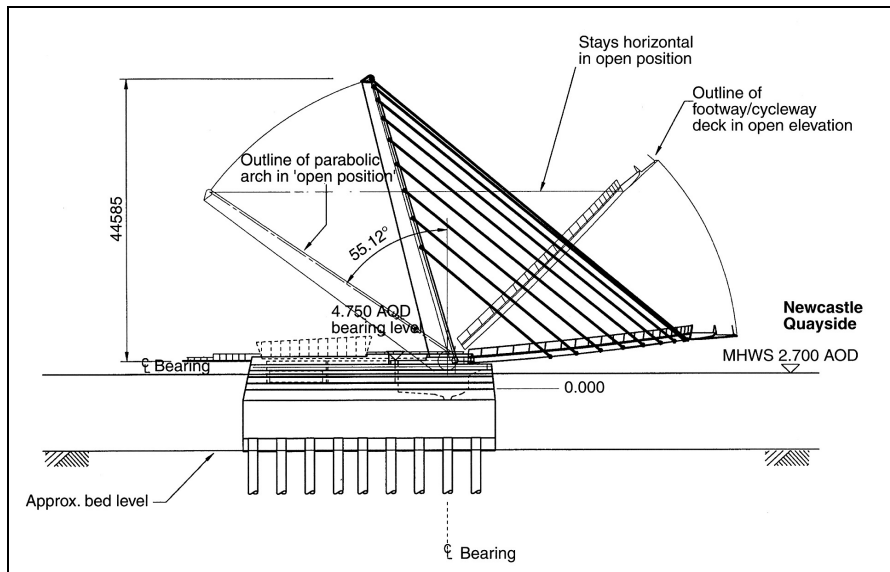 Stays horizontal
in open position
Outline of
footway/cycleway
deck in open elevation
Outline of parabolic
arch in 'open position'
44585
55.12°
4.750 AOD
bearing level
Newcastle
Quayside
MHWS 2.700 AOD
℄ Bearing
0.000
Approx. bed level
℄ Bearing